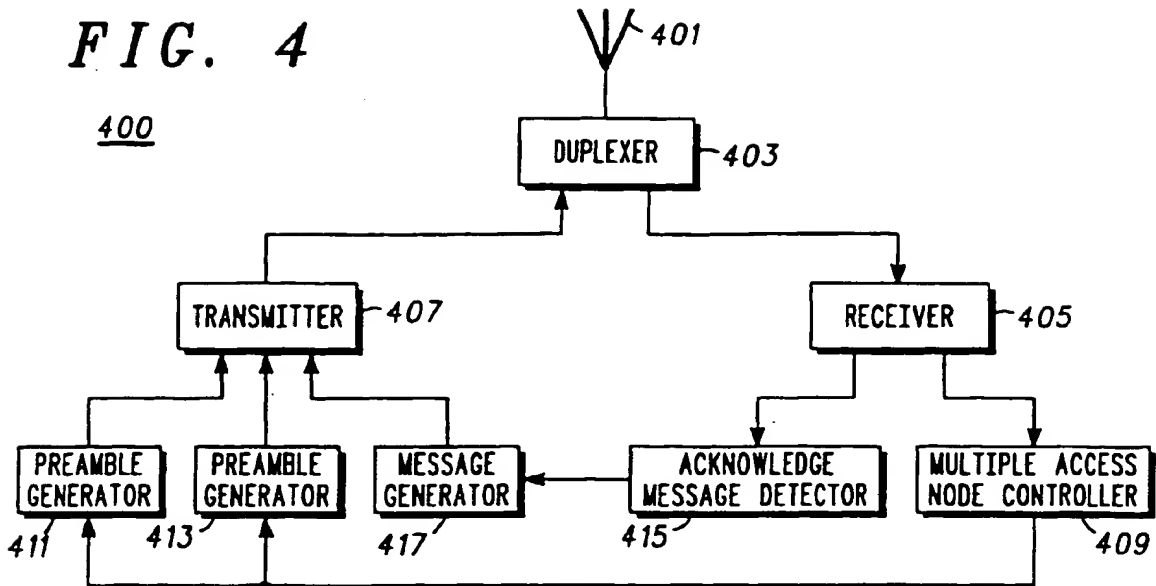 FIG. 4
400
401
DUPLEXER
403
TRANSMITTER
407
RECEIVER
405
PREAMBLE
GENERATOR
411
PREAMBLE
GENERATOR
413
MESSAGE
GENERATOR
417
ACKNOWLEDGE
MESSAGE DETECTOR
415
MULTIPLE ACCESS
NODE CONTROLLER
409